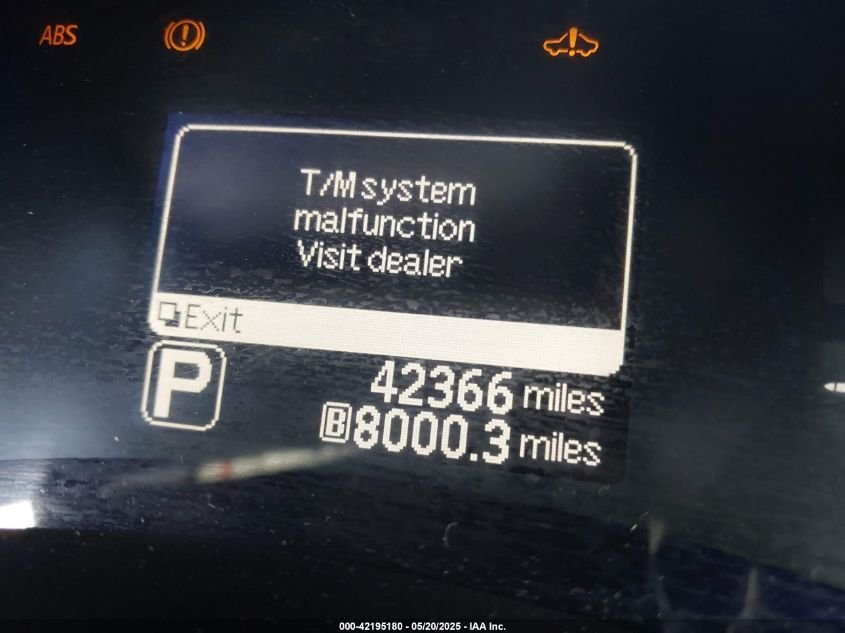 ABS
T/M system
malfunction
Visit dealer
Exit
P
42366 miles
B 8000.3 miles
000-42195180 - 05/20/2025 - IAA Inc.